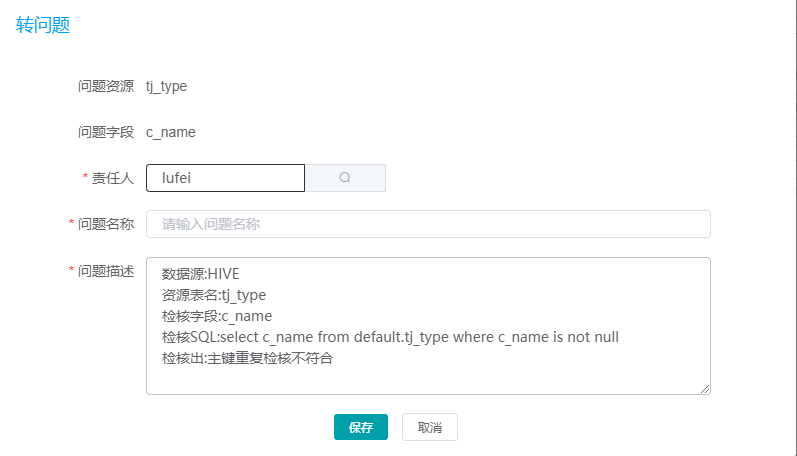 转问题
问题资源 tj_type
问题字段 c_name
* 责任人 lufei
* 问题名称 请输入问题名称
* 问题描述 数据源:HIVE
资源表名:tj_type
检核字段:c_name
检核SQL:select c_name from default.tj_type where c_name is not null
检核出:主键重复检核不符合
保存 取消